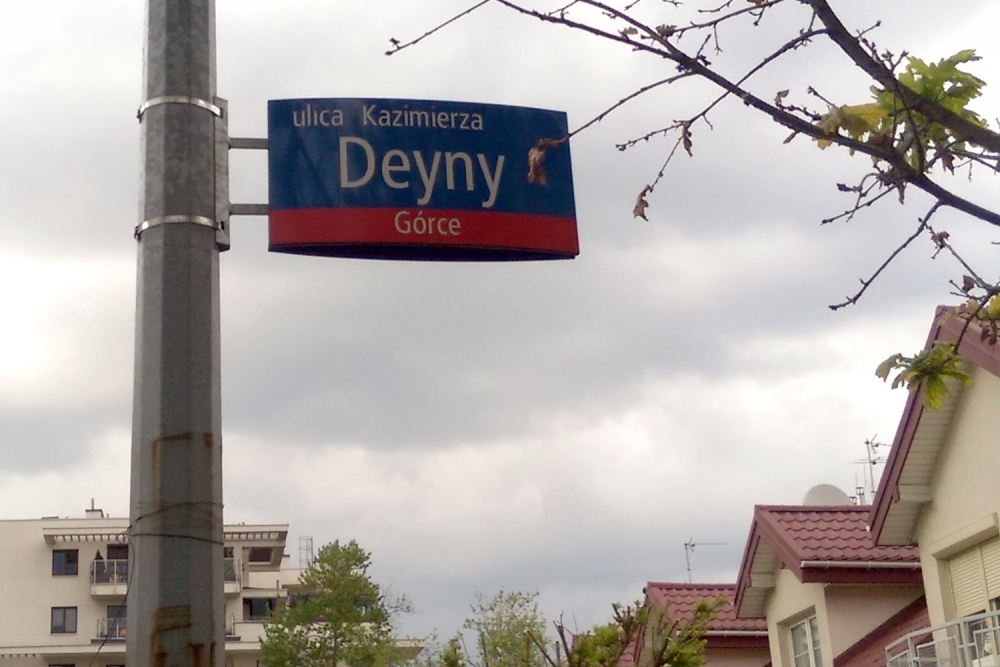 ulica Kazimierza
Deyny
Górce